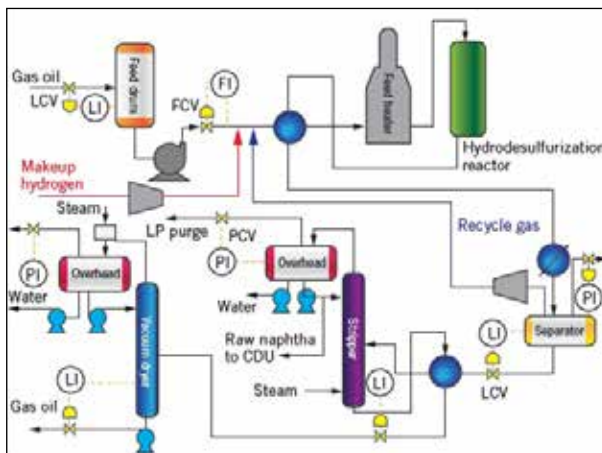 Gas oil
LCV
LI
Feed drum
FCV
FI
Feed heater
Hydrodesulfurization
reactor
Makeup
hydrogen
Steam
LP purge
PCV
Recycle gas
PI
Overhead
Water
Vacuum dryer
PI
Overhead
Water
Stripper
Raw naphtha
to CDU
Steam
LI
LI
LCV
Separator
PI
LI
Gas oil